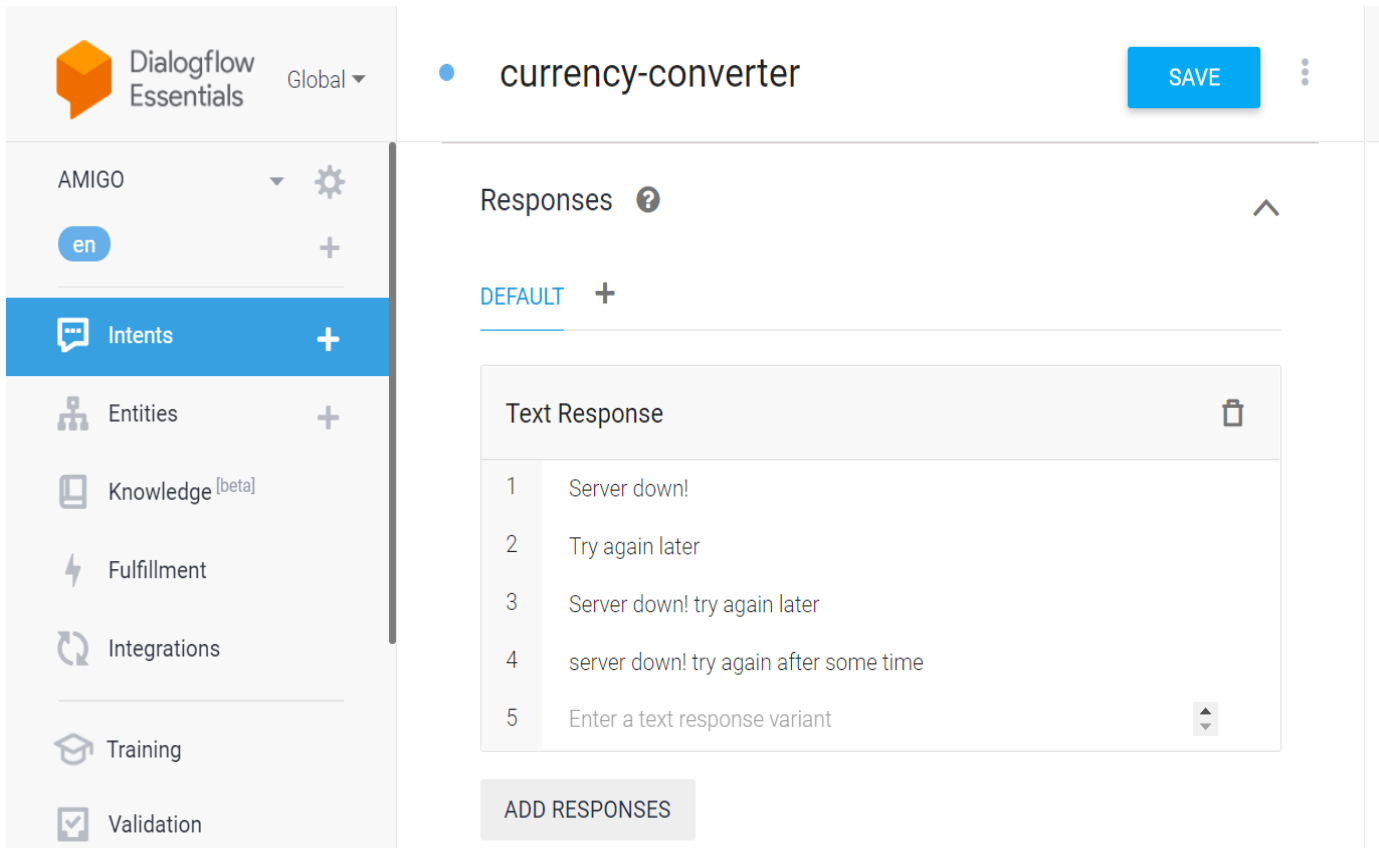 Dialogflow
Essentials
Global
currency-converter
SAVE
AMIGO
en
Intents
Entities
Knowledge [beta]
Fulfillment
Integrations
Training
Validation
Responses ?
DEFAULT
Text Response
1 Server down!
2 Try again later
3 Server down! try again later
4 server down! try again after some time
5 Enter a text response variant
ADD RESPONSES